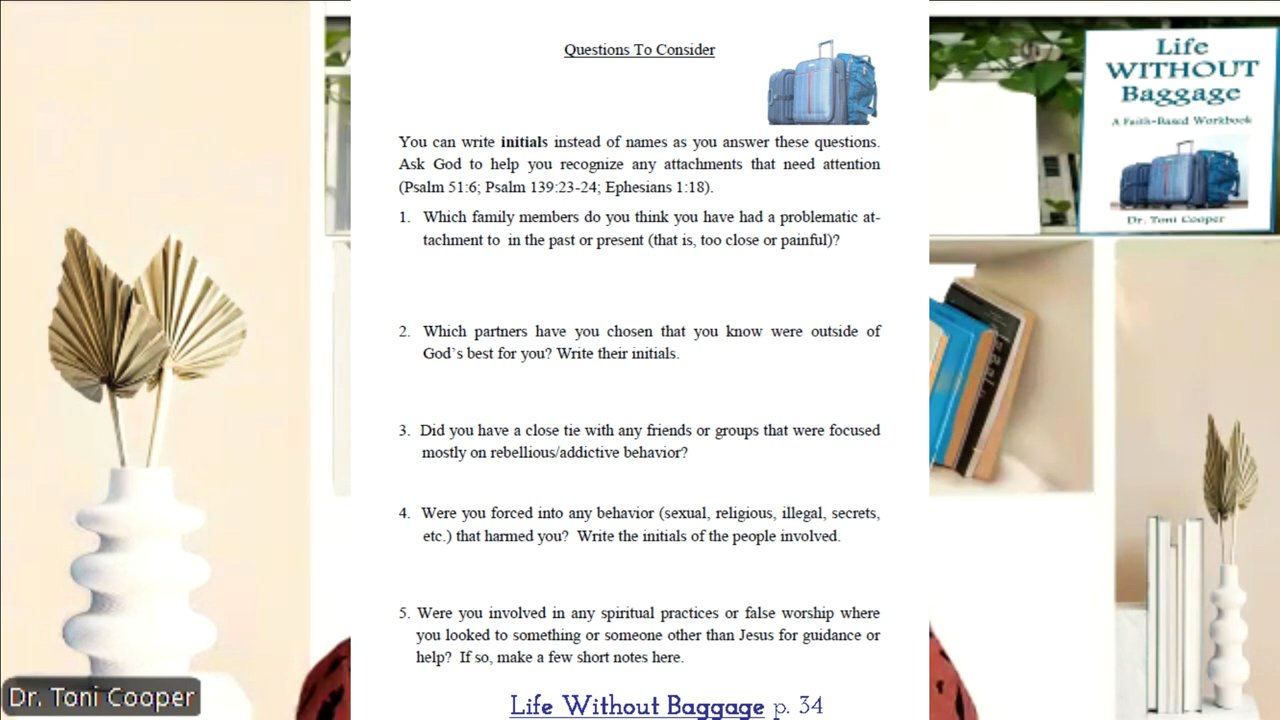 Questions To Consider
You can write initials instead of names as you answer these questions.
Ask God to help you recognize any attachments that need attention
(Psalm 51:6; Psalm 139:23-24; Ephesians 1:18).
1. Which family members do you think you have had a problematic at-
tachment to in the past or present (that is, too close or painful)?
2. Which partners have you chosen that you know were outside of
God's best for you? Write their initials.
3. Did you have a close tie with any friends or groups that were focused
mostly on rebellious/addictive behavior?
4. Were you forced into any behavior (sexual, religious, illegal, secrets,
etc.) that harmed you? Write the initials of the people involved.
5. Were you involved in any spiritual practices or false worship where
you looked to something or someone other than Jesus for guidance or
help? If so, make a few short notes here.
Life Without Baggage p. 34
Life
WITHOUT
Baggage
A Faith-Based Workbook
Dr. Toni Cooper
Dr. Toni Cooper